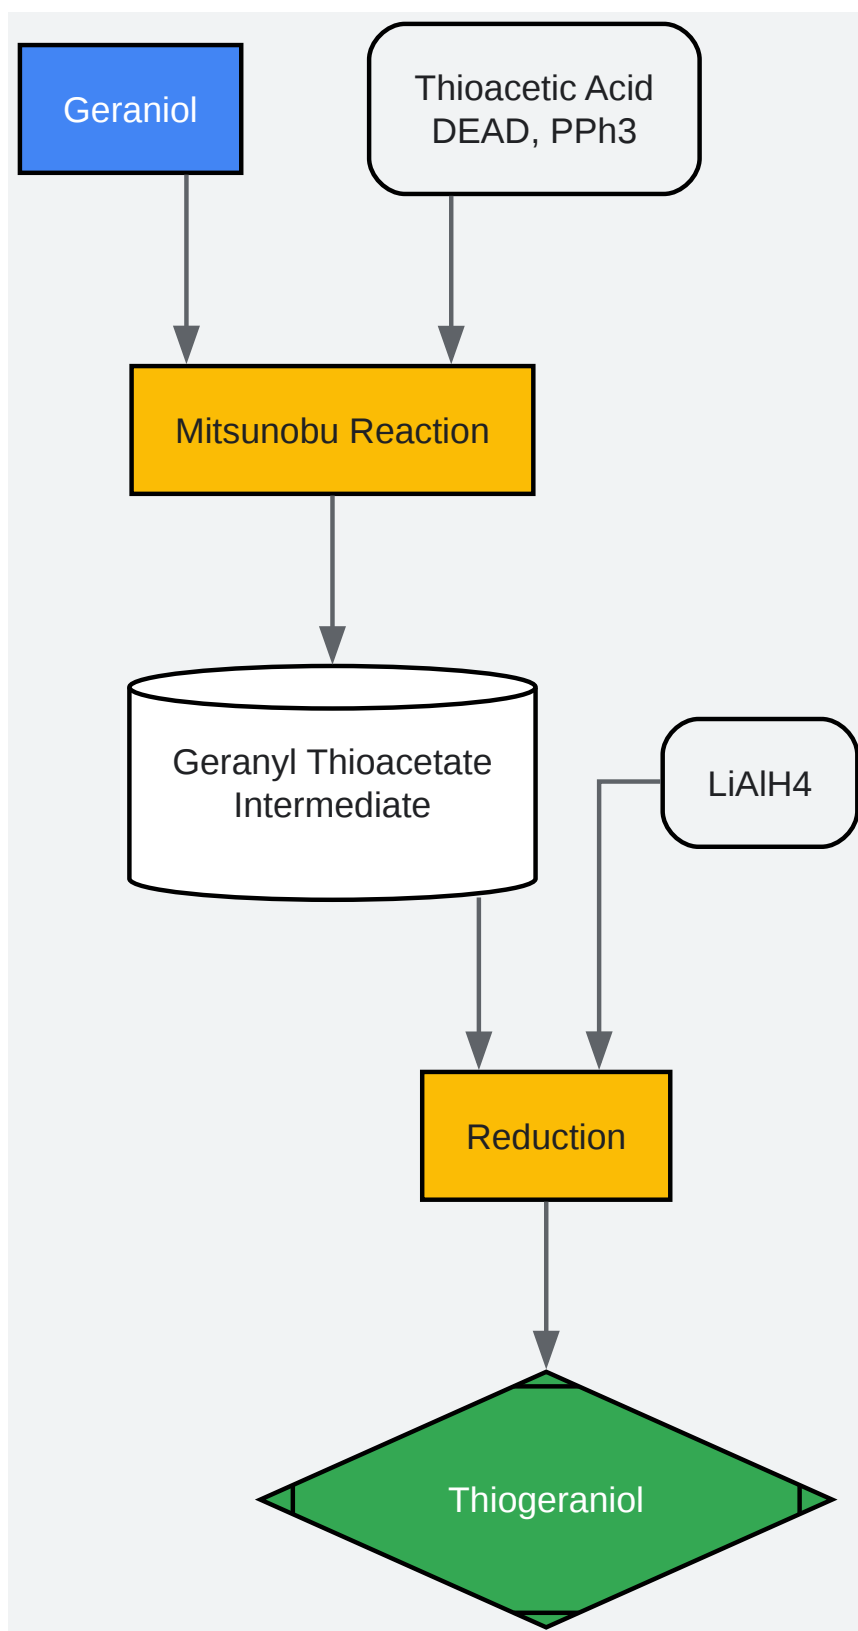 Geraniol
Thioacetic Acid
DEAD, PPh3
Mitsunobu Reaction
Geranyl Thioacetate
Intermediate
LiAlH4
Reduction
Thiogeraniol